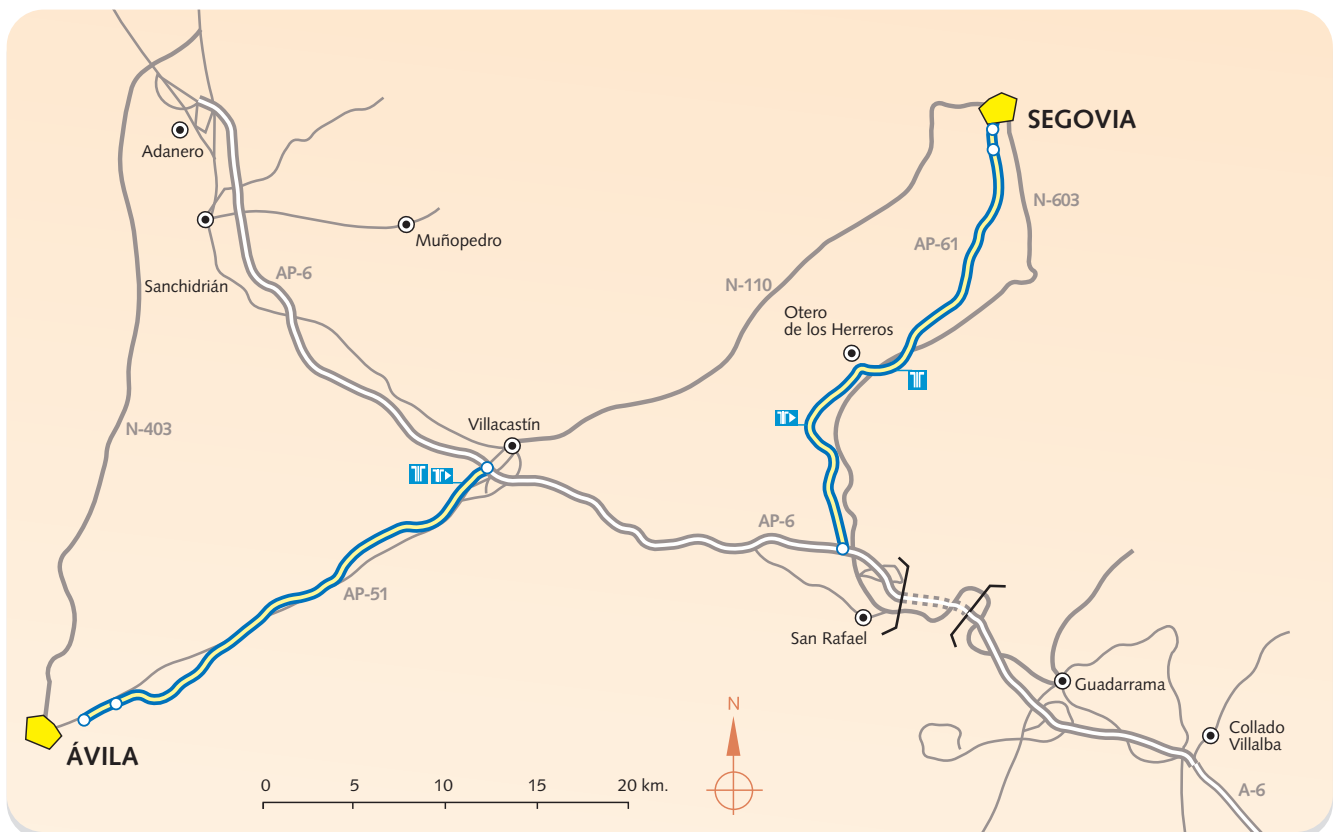 SEGOVIA
Adanero
N-603
Muñopedro
AP-61
AP-6
Sanchidrián
N-110
Otero
de los Herreros
N-403
Villacastín
AP-6
AP-51
San Rafael
Guadarrama
N
Collado
Villalba
ÁVILA
0 5 10 15 20 km.
A-6